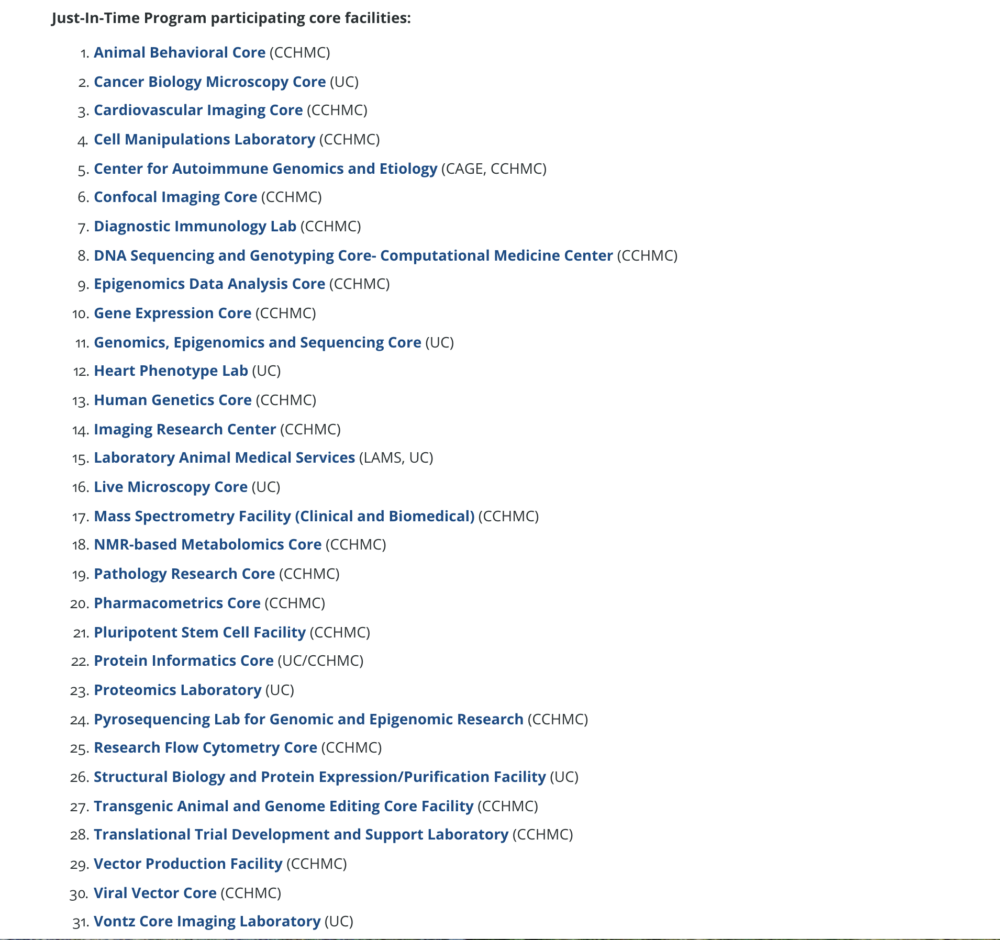 Just-In-Time Program participating core facilities:
1. Animal Behavioral Core (CCHMC)
2. Cancer Biology Microscopy Core (UC)
3. Cardiovascular Imaging Core (CCHMC)
4. Cell Manipulations Laboratory (CCHMC)
5. Center for Autoimmune Genomics and Etiology (CAGE, CCHMC)
6. Confocal Imaging Core (CCHMC)
7. Diagnostic Immunology Lab (CCHMC)
8. DNA Sequencing and Genotyping Core- Computational Medicine Center (CCHMC)
9. Epigenomics Data Analysis Core (CCHMC)
10. Gene Expression Core (CCHMC)
11. Genomics, Epigenomics and Sequencing Core (UC)
12. Heart Phenotype Lab (UC)
13. Human Genetics Core (CCHMC)
14. Imaging Research Center (CCHMC)
15. Laboratory Animal Medical Services (LAMS, UC)
16. Live Microscopy Core (UC)
17. Mass Spectrometry Facility (Clinical and Biomedical) (CCHMC)
18. NMR-based Metabolomics Core (CCHMC)
19. Pathology Research Core (CCHMC)
20. Pharmacometrics Core (CCHMC)
21. Pluripotent Stem Cell Facility (CCHMC)
22. Protein Informatics Core (UC/CCHMC)
23. Proteomics Laboratory (UC)
24. Pyrosequencing Lab for Genomic and Epigenomic Research (CCHMC)
25. Research Flow Cytometry Core (CCHMC)
26. Structural Biology and Protein Expression/Purification Facility (UC)
27. Transgenic Animal and Genome Editing Core Facility (CCHMC)
28. Translational Trial Development and Support Laboratory (CCHMC)
29. Vector Production Facility (CCHMC)
30. Viral Vector Core (CCHMC)
31. Vontz Core Imaging Laboratory (UC)